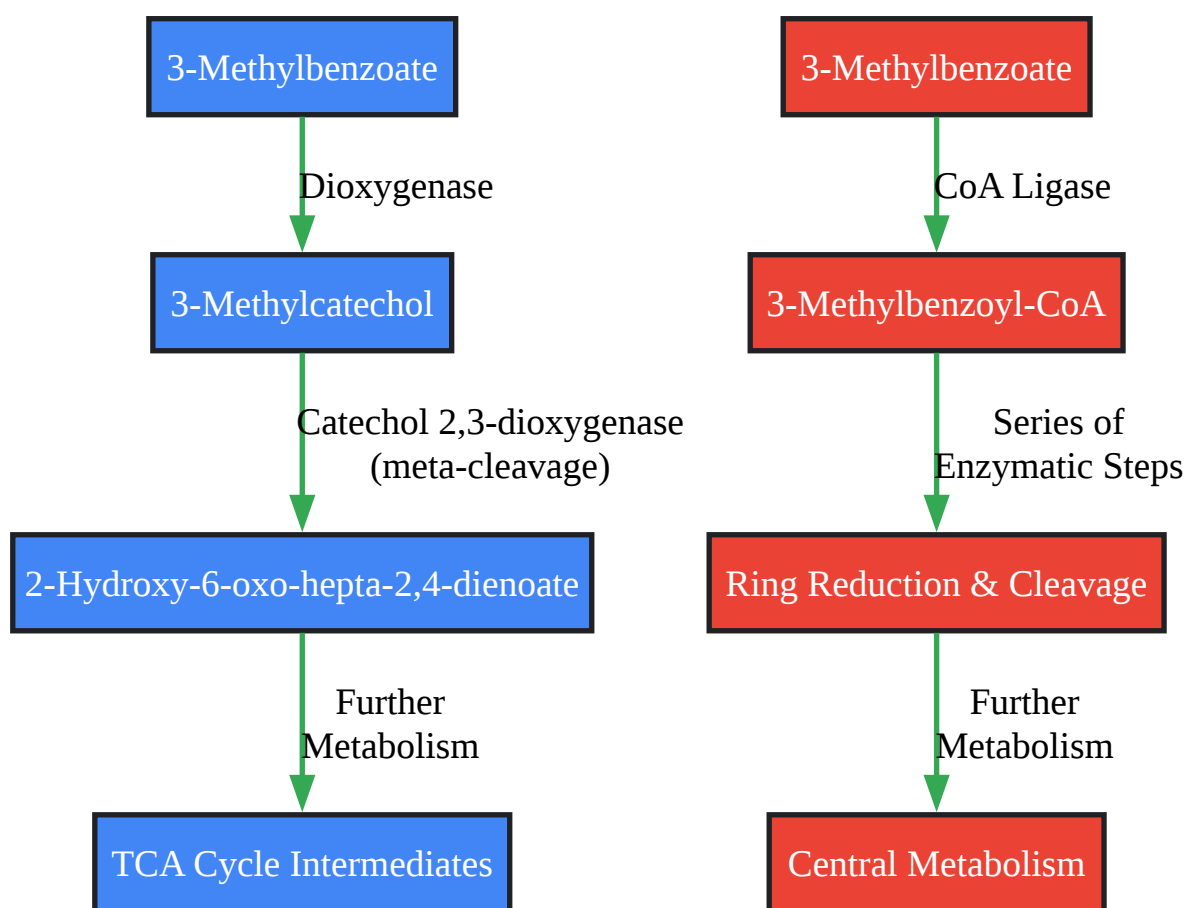 3-Methylbenzoate
Dioxygenase
3-Methylcatechol
Catechol 2,3-dioxygenase
(meta-cleavage)
2-Hydroxy-6-oxo-hepta-2,4-dienoate
Further
Metabolism
TCA Cycle Intermediates
3-Methylbenzoate
CoA Ligase
3-Methylbenzoyl-CoA
Series of
Enzymatic Steps
Ring Reduction & Cleavage
Further
Metabolism
Central Metabolism